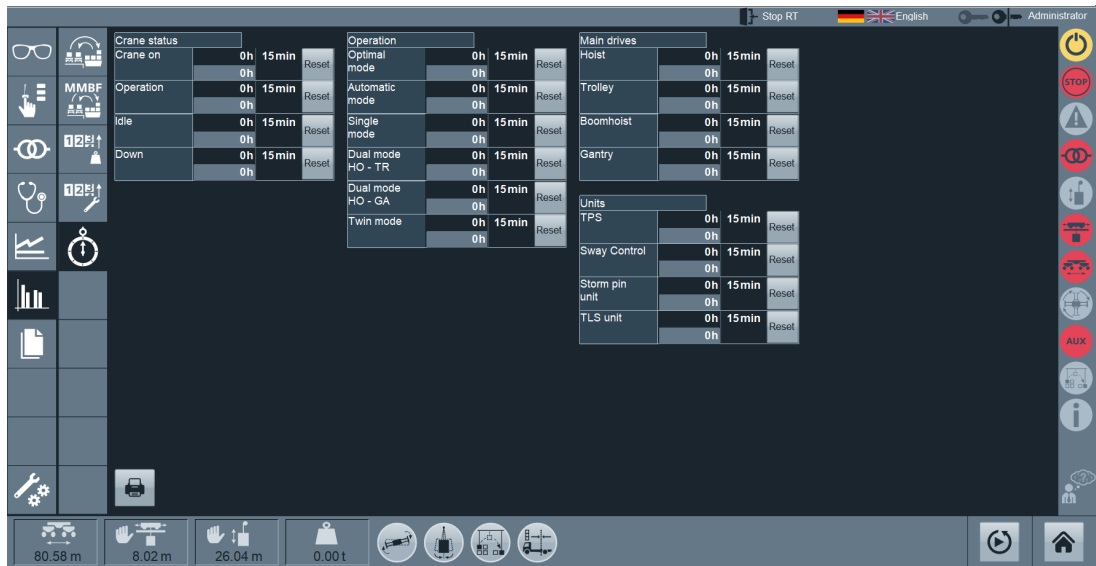 Stop RT
English
Administrator
Crane status
Crane on
0h 15min
Reset
0h
Operation
0h 15min
Reset
0h
Idle
0h 15min
Reset
0h
Down
0h 15min
Reset
0h
Operation
Optimal
mode
0h 15min
Reset
0h
Automatic
mode
0h 15min
Reset
0h
Single
mode
0h 15min
Reset
0h
Dual mode
HO - TR
0h 15min
Reset
0h
Dual mode
HO - GA
0h 15min
Reset
0h
Twin mode
0h 15min
Reset
0h
Main drives
Hoist
0h 15min
Reset
0h
Trolley
0h 15min
Reset
0h
Boomhoist
0h 15min
Reset
0h
Gantry
0h 15min
Reset
0h
Units
TPS
0h 15min
Reset
0h
Sway Control
0h 15min
Reset
0h
Storm pin
unit
0h 15min
Reset
0h
TLS unit
0h 15min
Reset
0h
MMBF
123
123
STOP
AUX
80.58 m
8.02 m
26.04 m
0.00 t